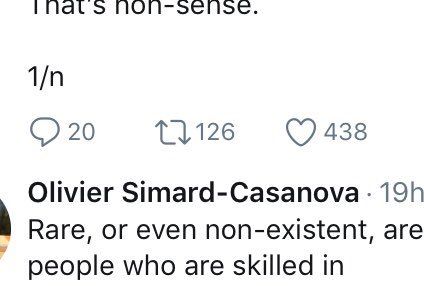 That's non-sense.
1/n
20 126 438
Olivier Simard-Casanova · 19h
Rare, or even non-existent, are
people who are skilled in